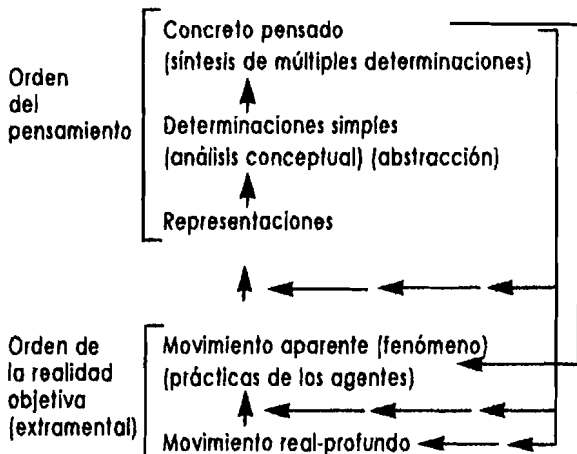 Concreto pensado
(síntesis de múltiples determinaciones)
Orden
del
pensamiento
Determinaciones simples
(análisis conceptual) (abstracción)
Representaciones
Orden de
la realidad
objetiva
(extramental)
Movimiento aparente (fenómeno)
(prácticas de los agentes)
Movimiento real-profundo